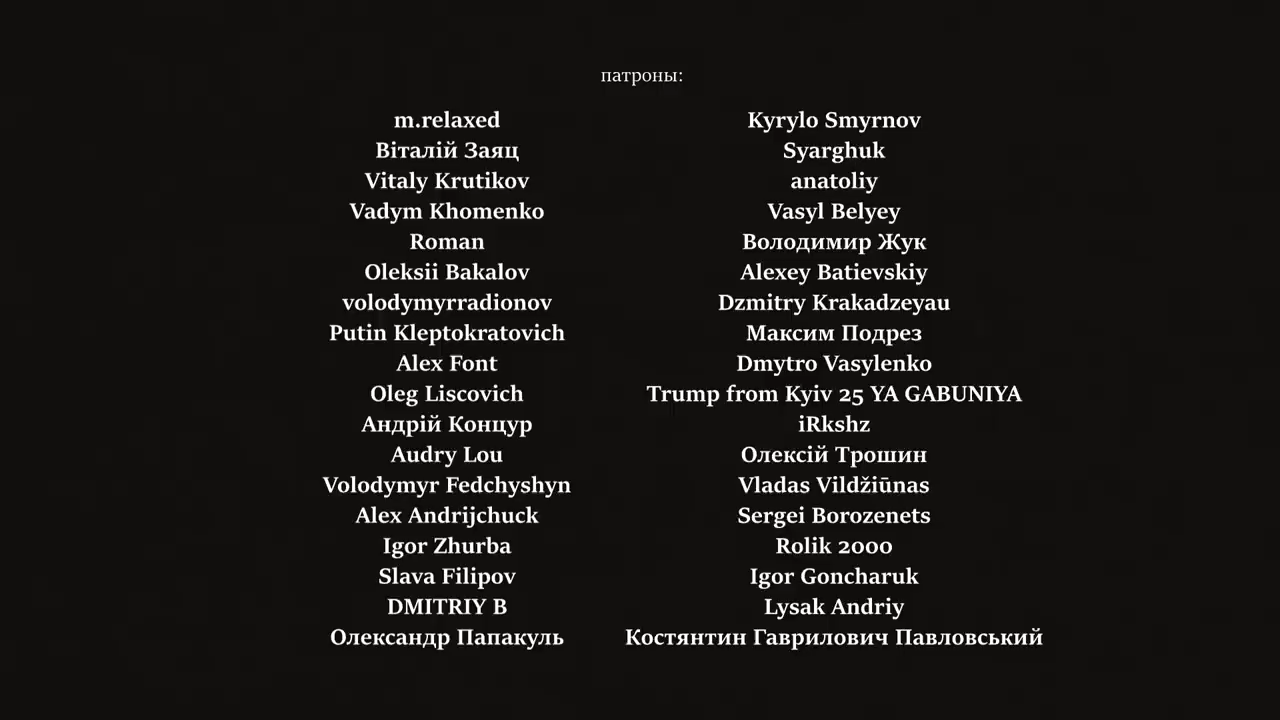 патроны:
m.relaxed
Віталій Заяц
Vitaly Krutikov
Vadym Khomenko
Roman
Oleksii Bakalov
volodymyrradionov
Putin Kleptokratovich
Alex Font
Oleg Liscovich
Андрій Концур
Audry Lou
Volodymyr Fedchyshyn
Alex Andrijchuck
Igor Zhurba
Slava Filipov
DMITRIY B
Олександр Папакуль
Kyrylo Smyrnov
Syarghuk
anatoliy
Vasyl Belyey
Володимир Жук
Alexey Batievskiy
Dzmitry Krakadzeyau
Максим Подрез
Dmytro Vasylenko
Trump from Kyiv 25 YA GABUNIYA
iRkshz
Олексій Трошин
Vladas Vildžiūnas
Sergei Borozenets
Rolik 2000
Igor Goncharuk
Lysak Andriy
Костянтин Гаврилович Павловський